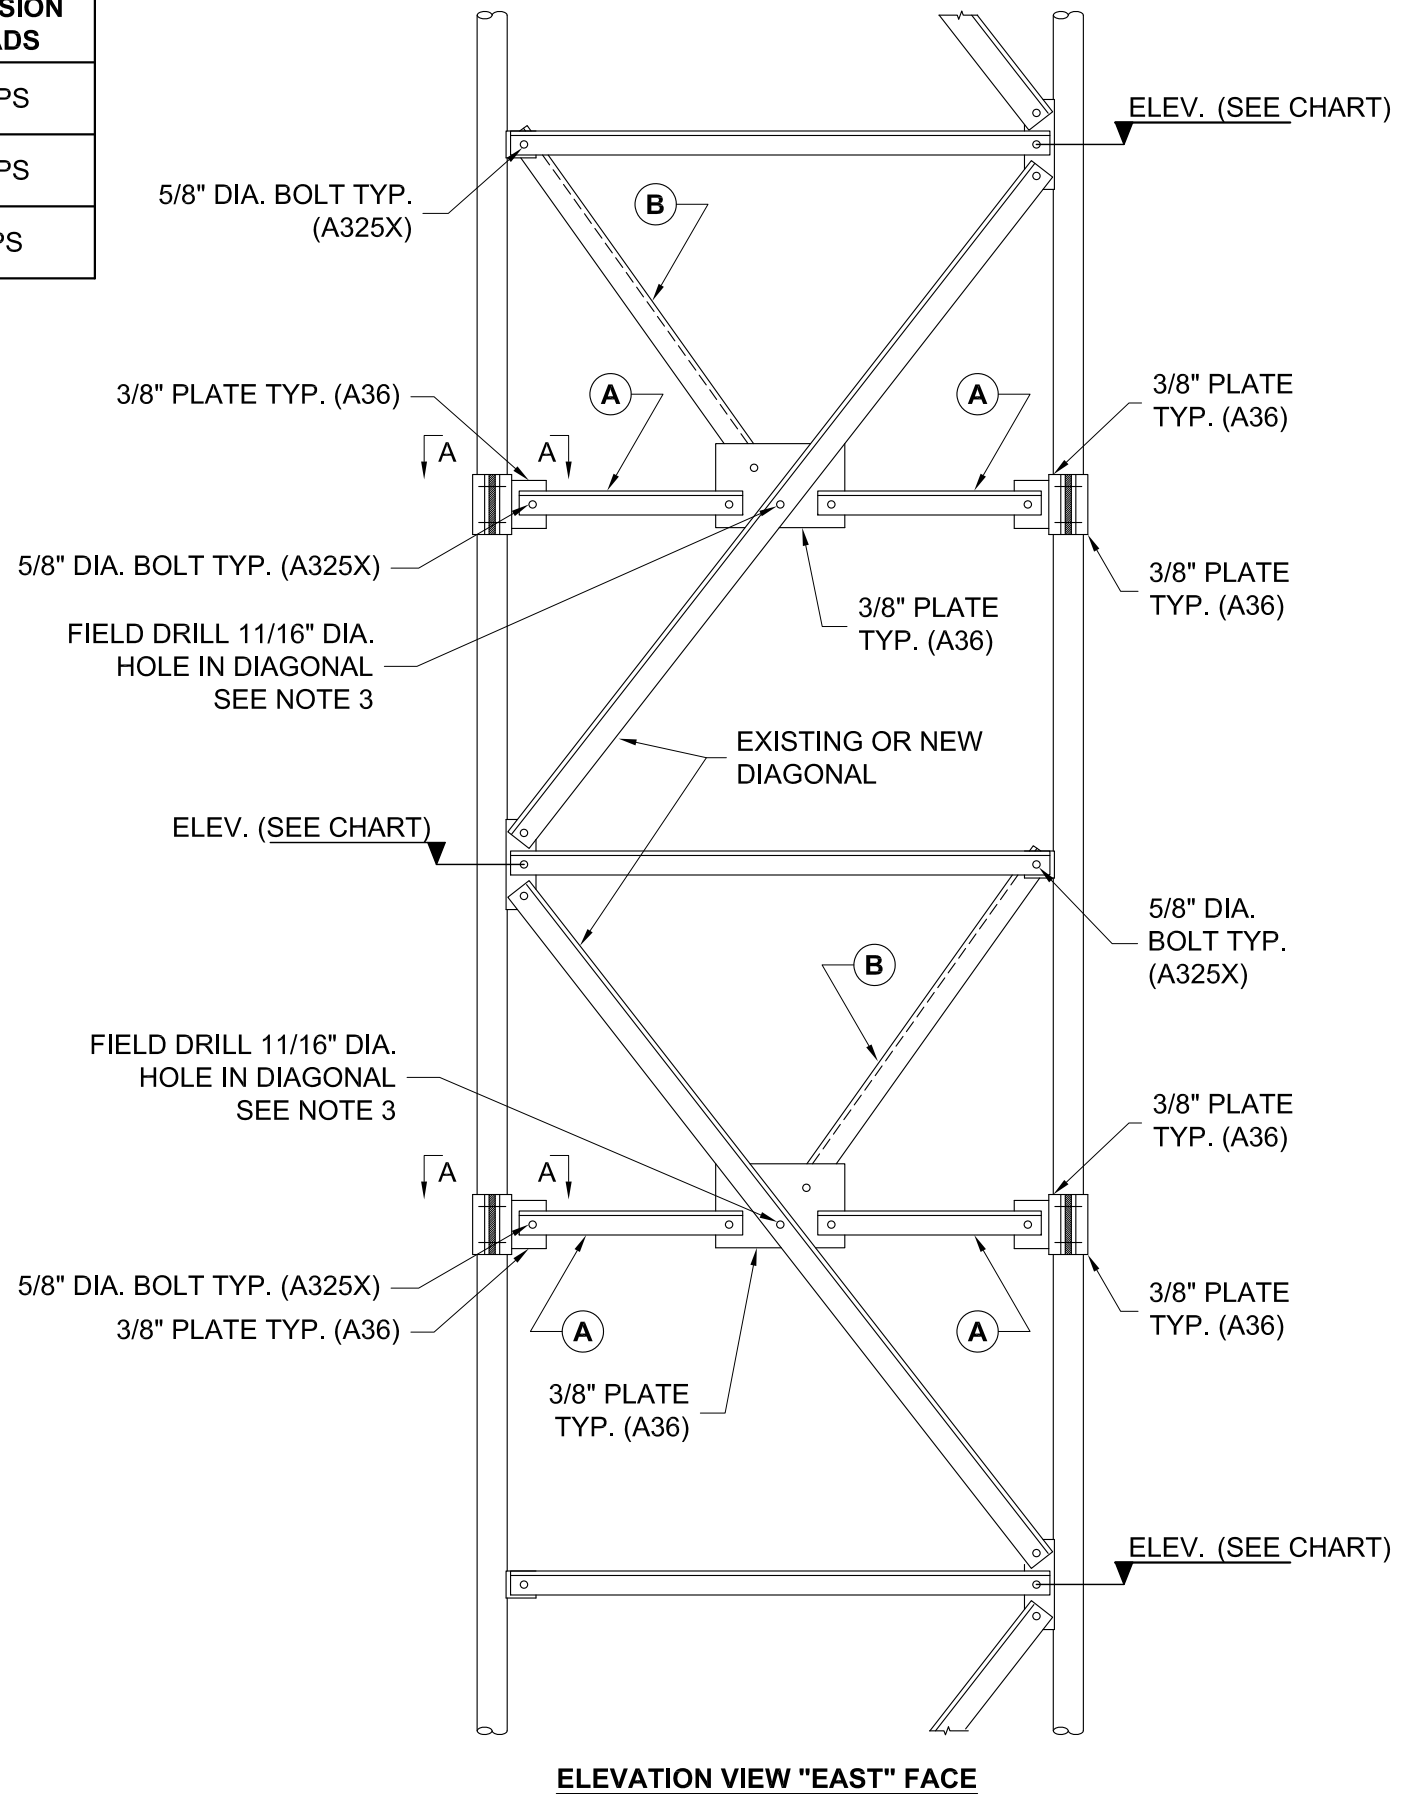 ELEV. (SEE CHART)
5/8" DIA. BOLT TYP.
(A325X)
B
3/8" PLATE TYP. (A36)
A
A
3/8" PLATE
TYP. (A36)
A
A
5/8" DIA. BOLT TYP. (A325X)
3/8" PLATE
TYP. (A36)
3/8" PLATE
TYP. (A36)
FIELD DRILL 11/16" DIA.
HOLE IN DIAGONAL
SEE NOTE 3
EXISTING OR NEW
DIAGONAL
ELEV. (SEE CHART)
5/8" DIA.
BOLT TYP.
(A325X)
B
FIELD DRILL 11/16" DIA.
HOLE IN DIAGONAL
SEE NOTE 3
3/8" PLATE
TYP. (A36)
A
A
5/8" DIA. BOLT TYP. (A325X)
3/8" PLATE TYP. (A36)
A
A
3/8" PLATE
TYP. (A36)
3/8" PLATE
TYP. (A36)
ELEV. (SEE CHART)
ELEVATION VIEW "EAST" FACE